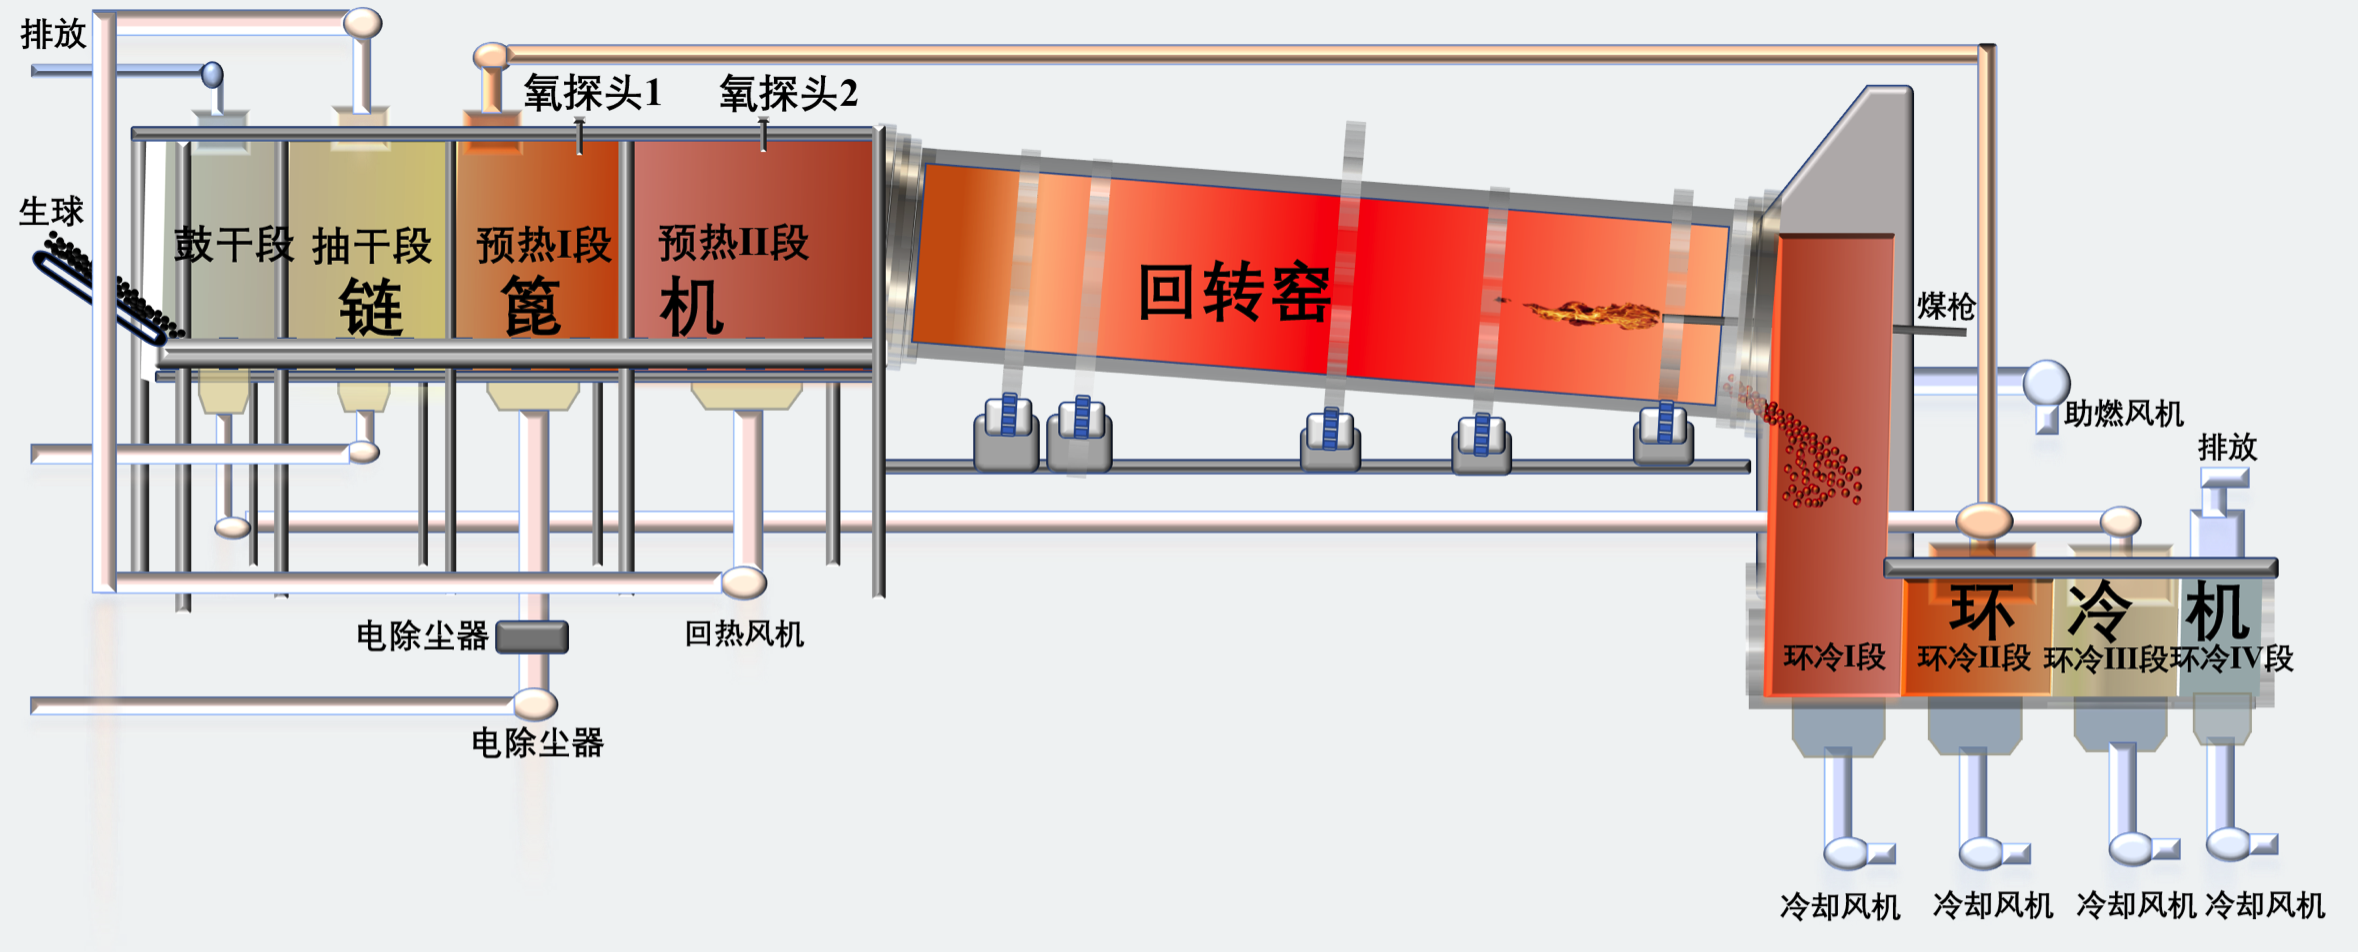 排放
氧探头1
氧探头2
生球
鼓干段
抽干段
预热I段
预热II段
链
篦
机
回转窑
煤枪
助燃风机
排放
电除尘器
回热风机
电除尘器
环
冷
机
环冷I段
环冷II段
环冷III段
环冷IV段
冷却风机
冷却风机
冷却风机
冷却风机